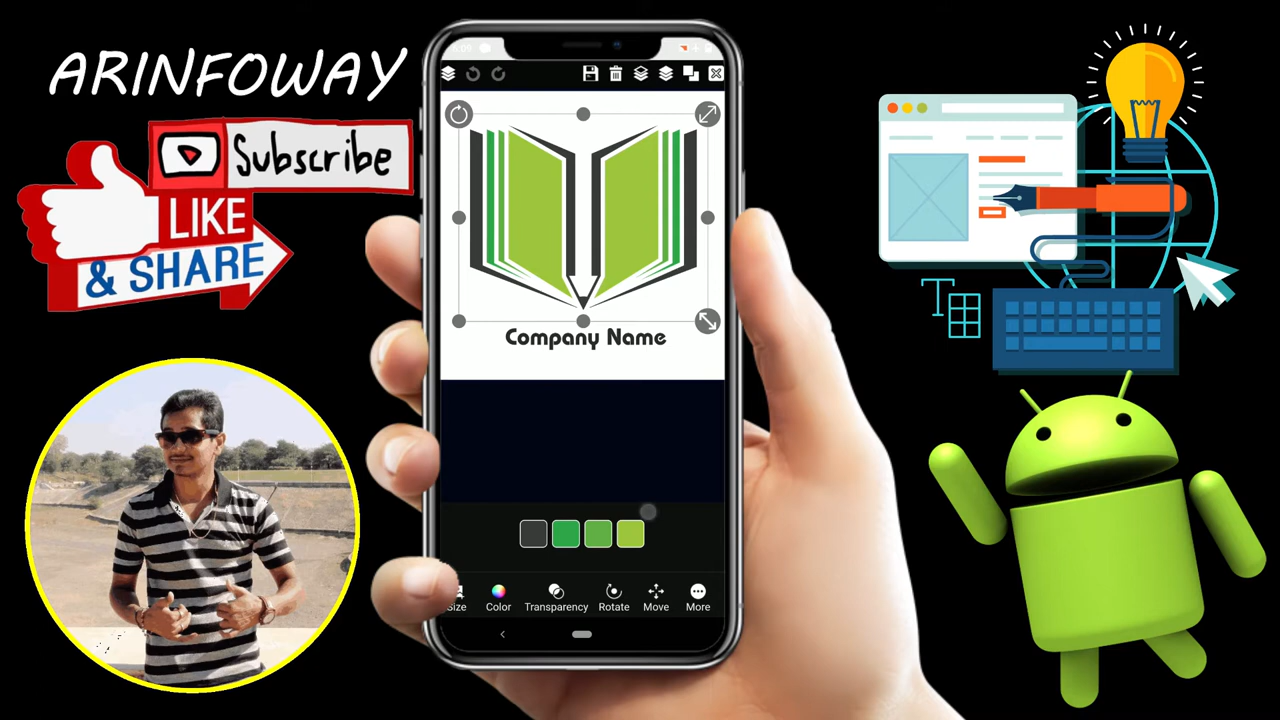 ARINFOWAY
Subscribe
LIKE
& SHARE
Company Name
Size
Color
Transparency
Rotate
Move
More
T